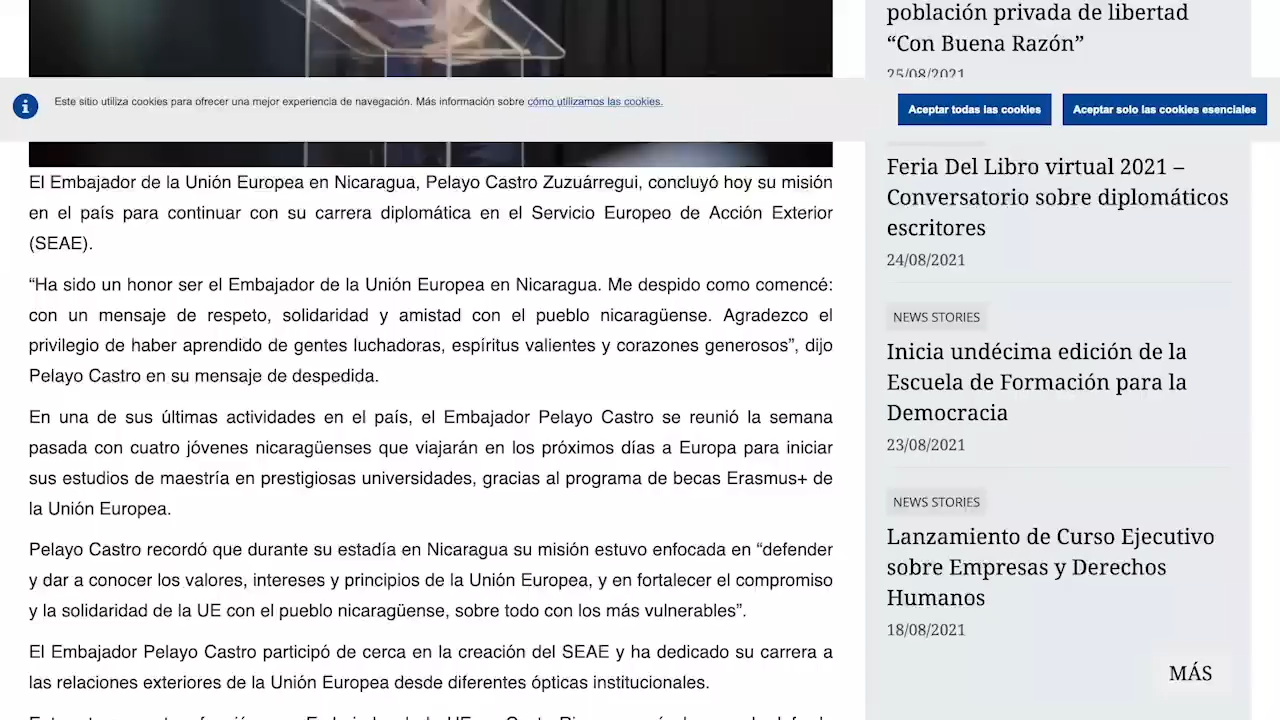 Este sitio utiliza cookies para ofrecer una mejor experiencia de navegación. Más información sobre cómo utilizamos las cookies.
Aceptar todas las cookies
Aceptar solo las cookies esenciales
El Embajador de la Unión Europea en Nicaragua, Pelayo Castro Zuzuárregui, concluyó hoy su misión
en el país para continuar con su carrera diplomática en el Servicio Europeo de Acción Exterior
(SEAE).
“Ha sido un honor ser el Embajador de la Unión Europea en Nicaragua. Me despido como comencé:
con un mensaje de respeto, solidaridad y amistad con el pueblo nicaragüense. Agradezco el
privilegio de haber aprendido de gentes luchadoras, espíritus valientes y corazones generosos”, dijo
Pelayo Castro en su mensaje de despedida.
En una de sus últimas actividades en el país, el Embajador Pelayo Castro se reunió la semana
pasada con cuatro jóvenes nicaragüenses que viajarán en los próximos días a Europa para iniciar
sus estudios de maestría en prestigiosas universidades, gracias al programa de becas Erasmus+ de
la Unión Europea.
Pelayo Castro recordó que durante su estadía en Nicaragua su misión estuvo enfocada en “defender
y dar a conocer los valores, intereses y principios de la Unión Europea, y en fortalecer el compromiso
y la solidaridad de la UE con el pueblo nicaragüense, sobre todo con los más vulnerables”.
El Embajador Pelayo Castro participó de cerca en la creación del SEAE y ha dedicado su carrera a
las relaciones exteriores de la Unión Europea desde diferentes ópticas institucionales.
población privada de libertad
“Con Buena Razón”
25/08/2021
Feria Del Libro virtual 2021 –
Conversatorio sobre diplomáticos
escritores
24/08/2021
NEWS STORIES
Inicia undécima edición de la
Escuela de Formación para la
Democracia
23/08/2021
NEWS STORIES
Lanzamiento de Curso Ejecutivo
sobre Empresas y Derechos
Humanos
18/08/2021
MÁS